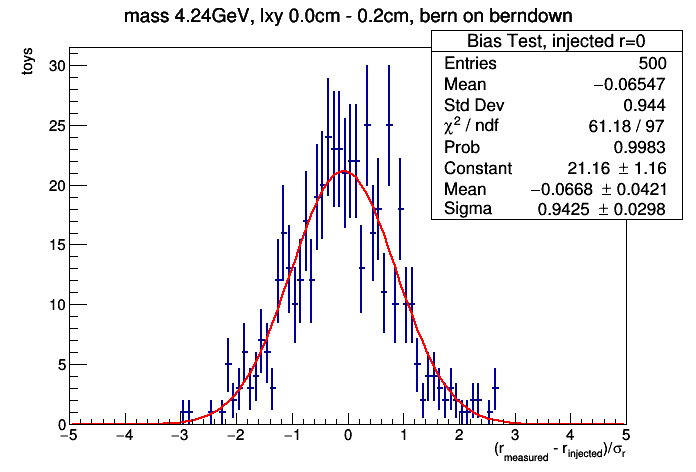 mass 4.24GeV, lxy 0.0cm - 0.2cm, bern on berndown
Bias Test, injected r=0
Entries 500
Mean −0.06547
Std Dev 0.944
χ² / ndf 61.18 / 97
Prob 0.9983
Constant 21.16 ± 1.16
Mean −0.0668 ± 0.0421
Sigma 0.9425 ± 0.0298
toys
30
25
20
15
10
5
0
−5 −4 −3 −2 −1 0 1 2 3 4 5
(r_measured - r_injected)/σ_r